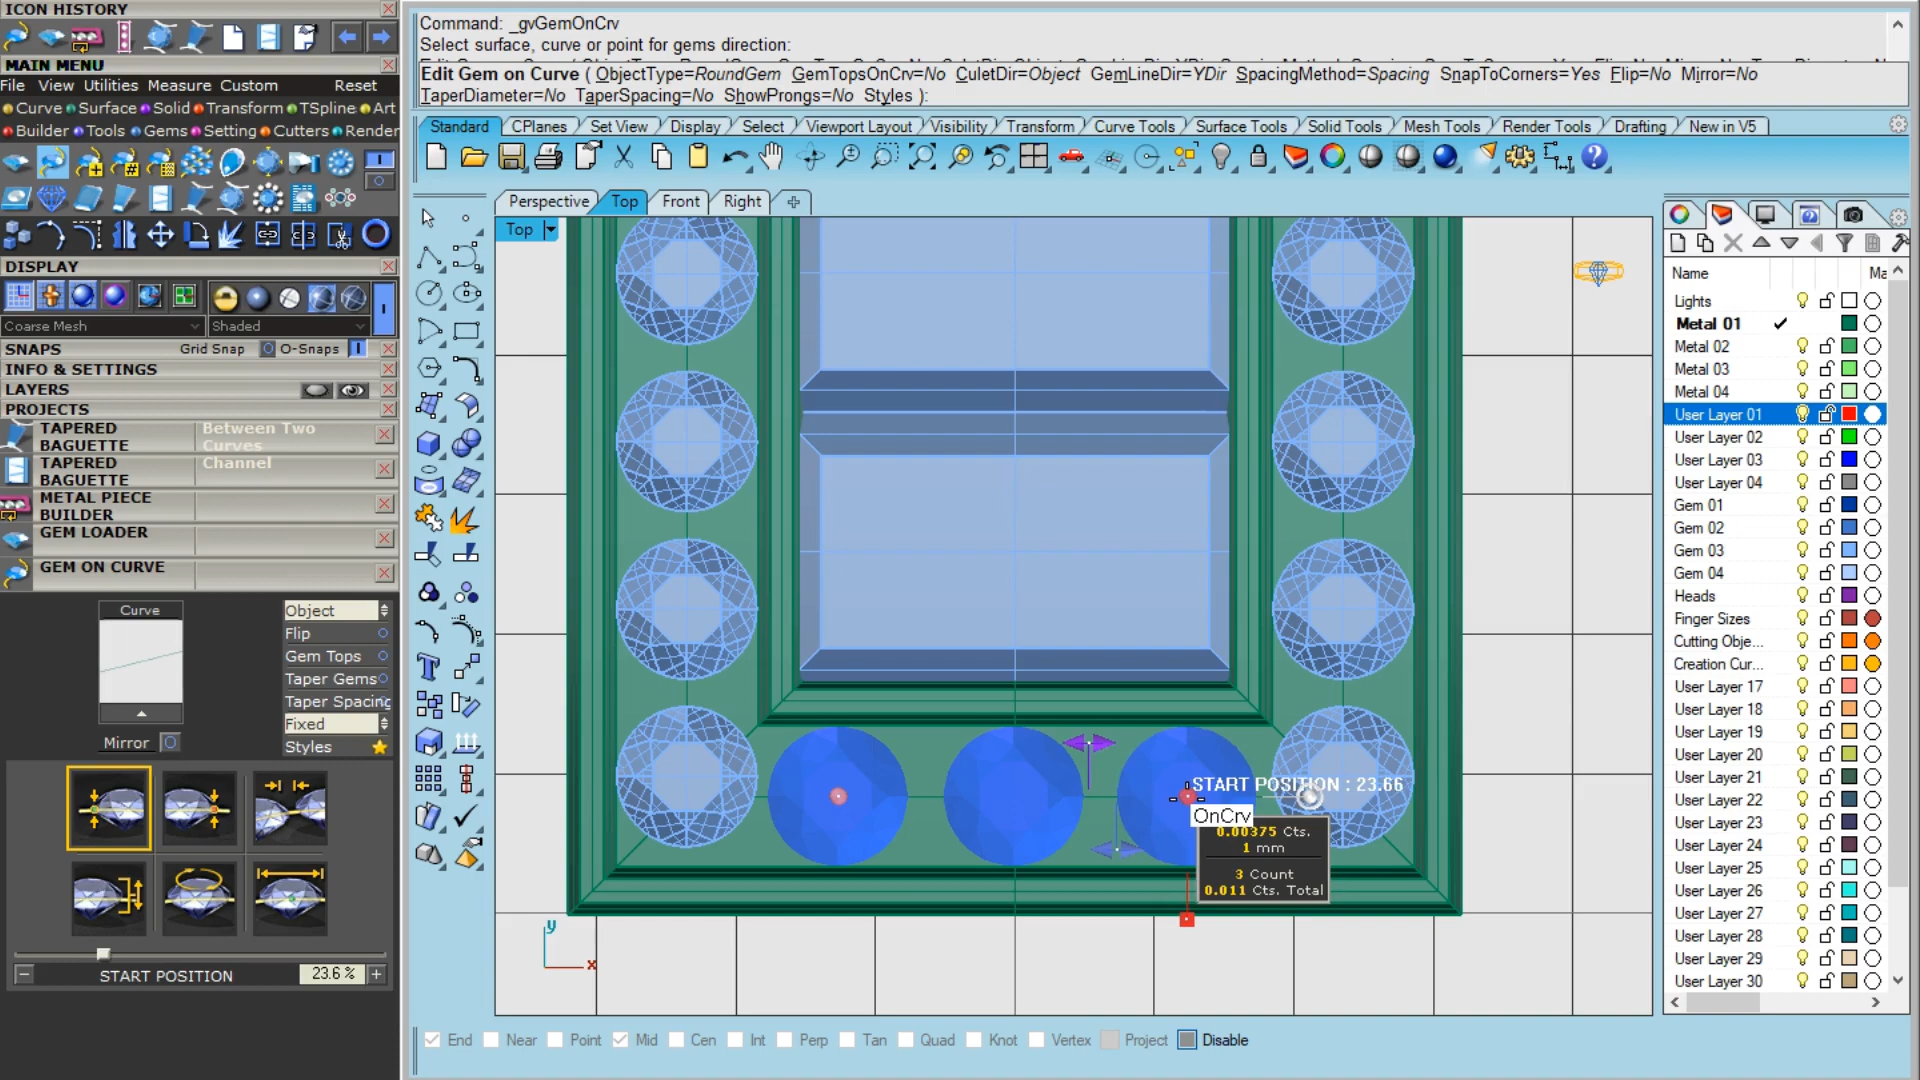 ICON HISTORY
MAIN MENU
File View Utilities Measure Custom Reset
Curve Surface Solid Transform TSpline Art
Builder Tools Gems Setting Cutters Render
DISPLAY
Coarse Mesh Shaded
SNAPS Grid Snap O-Snaps
INFO & SETTINGS
LAYERS
PROJECTS
TAPERED BAGUETTE Between Two Curves
TAPERED BAGUETTE Channel
METAL PIECE BUILDER
GEM LOADER
GEM ON CURVE
Curve
Object
Flip
Gem Tops
Taper Gems
Taper Spacing
Fixed
Mirror
Styles
START POSITION 23.6 %
Command: _gvGemOnCrv
Select surface, curve or point for gems direction:
Edit Gem on Curve ( ObjectType=RoundGem GemTopsOnCrv=No CuletDir=Object GemLineDir=YDir SpacingMethod=Spacing SnapToCorners=Yes Flip=No Mirror=No
TaperDiameter=No TaperSpacing=No ShowProngs=No Styles ):
Standard CPlanes Set View Display Select Viewport Layout Visibility Transform Curve Tools Surface Tools Solid Tools Mesh Tools Render Tools Drafting New in V5
Perspective Top Front Right
Top
START POSITION : 23.66
OnCrv
0.00375 Cts.
1 mm
3 Count
0.011 Cts. Total
y
x
End Near Point Mid Cen Int Perp Tan Quad Knot Vertex Project Disable
Name Ma
Lights
Metal 01
Metal 02
Metal 03
Metal 04
User Layer 01
User Layer 02
User Layer 03
User Layer 04
Gem 01
Gem 02
Gem 03
Gem 04
Heads
Finger Sizes
Cutting Obje...
Creation Cur...
User Layer 17
User Layer 18
User Layer 19
User Layer 20
User Layer 21
User Layer 22
User Layer 23
User Layer 24
User Layer 25
User Layer 26
User Layer 27
User Layer 28
User Layer 29
User Layer 30